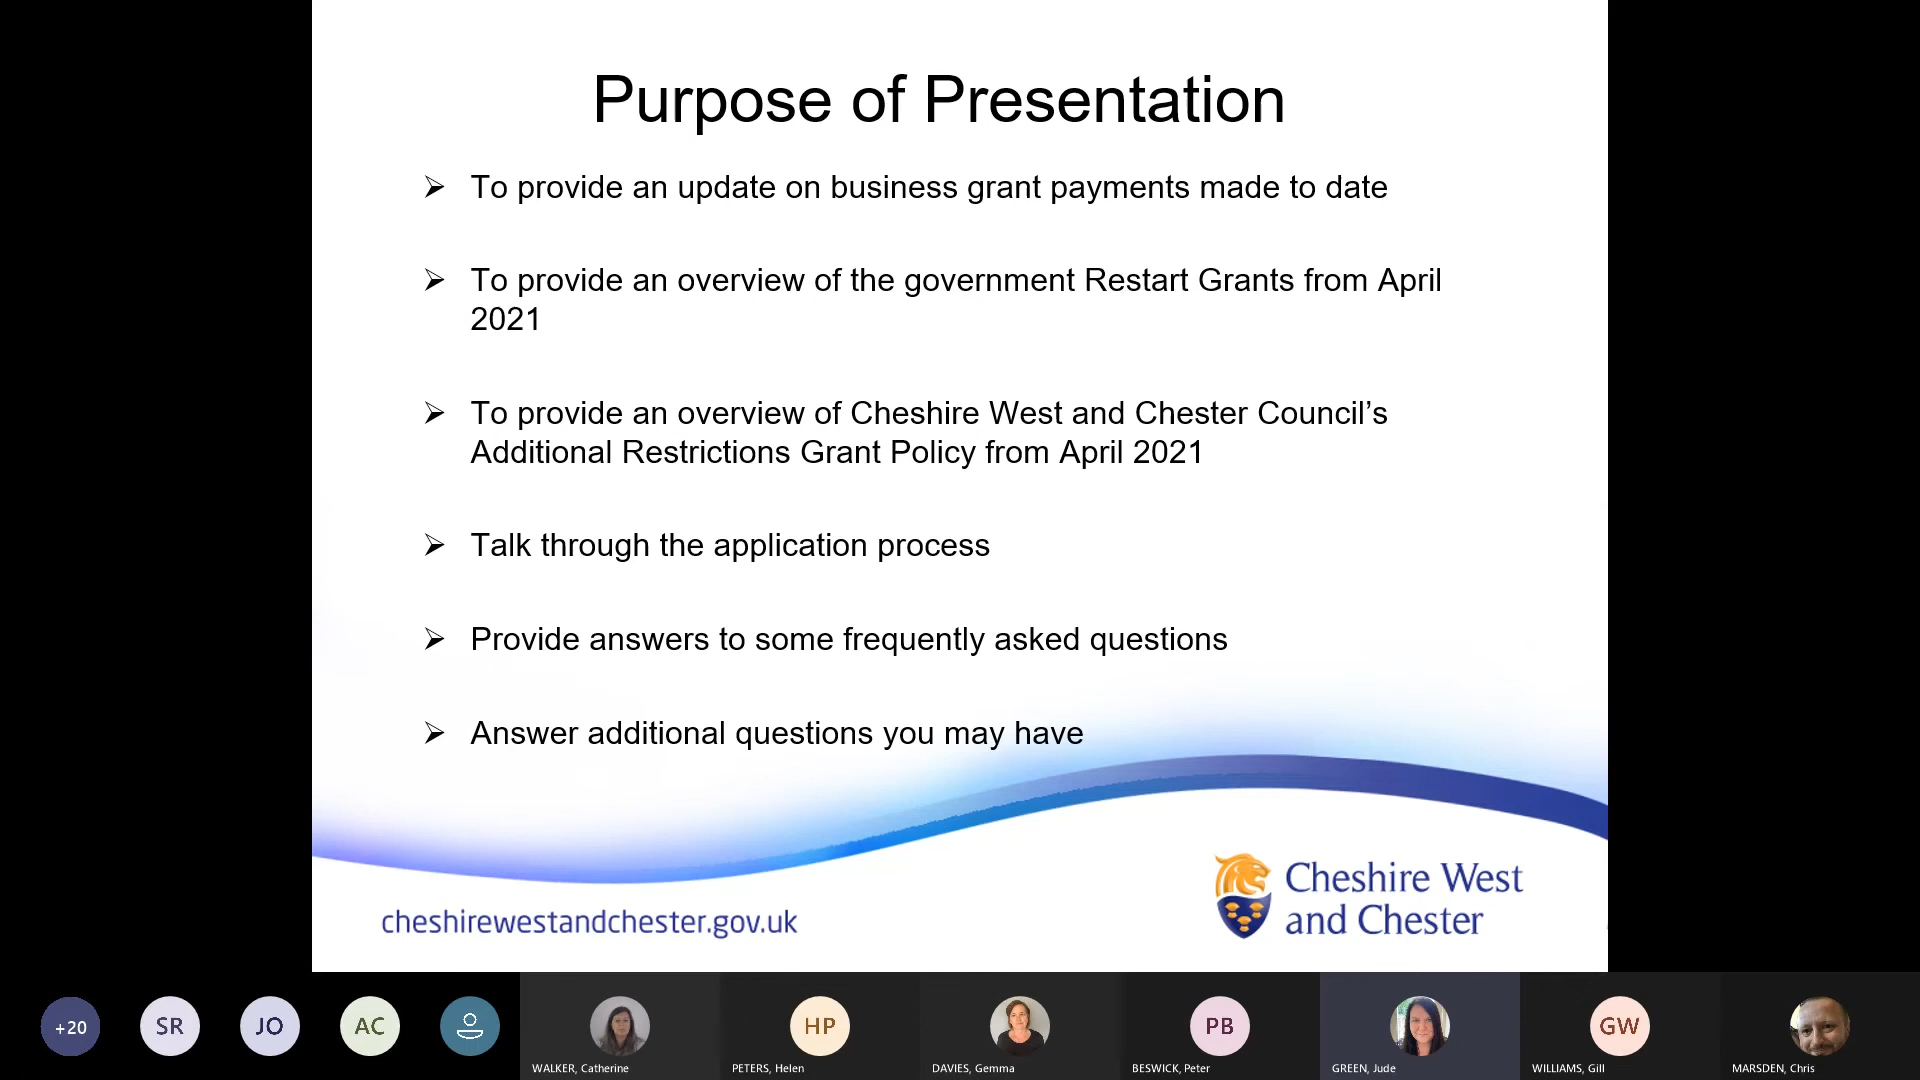 Purpose of Presentation
➢ To provide an update on business grant payments made to date
➢ To provide an overview of the government Restart Grants from April
2021
➢ To provide an overview of Cheshire West and Chester Council’s
Additional Restrictions Grant Policy from April 2021
➢ Talk through the application process
➢ Provide answers to some frequently asked questions
➢ Answer additional questions you may have
cheshirewestandchester.gov.uk
Cheshire West
and Chester
+20
SR
JO
AC
HP
PB
GW
WALKER, Catherine
PETERS, Helen
DAVIES, Gemma
BESWICK, Peter
GREEN, Jude
WILLIAMS, Gill
MARSDEN, Chris